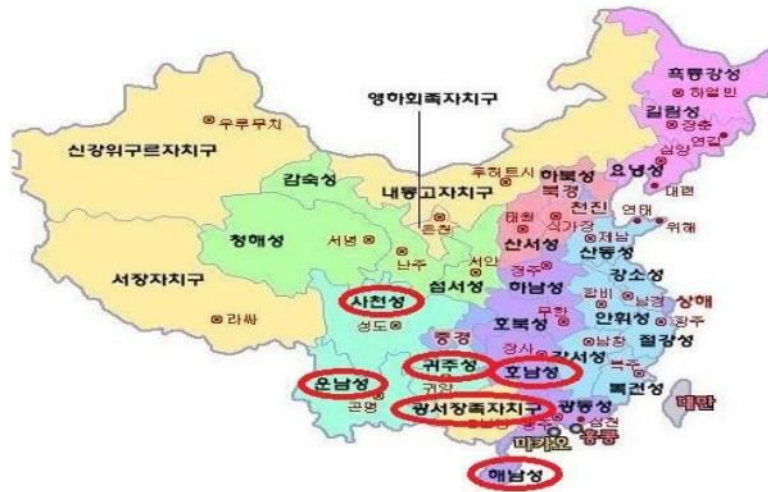 흑룡강성
하얼빈
길림성
장춘
연길
영하회족자치구
우루무치
신강위구르자치구
심양
요녕성
후허트시
하북성
감숙성
내몽고자치구
북경
대련
천진
은천
태원
석가장
연태
위해
청해성
서녕
제남
산서성
산동성
난주
서안
정주
강소성
서장자치구
섬서성
하남성
사천성
합비
남경
상해
라싸
성도
무한
안휘성
항주
호북성
절강성
중경
장사
남창
강서성
귀주성
호남성
복주
운남성
귀양
복건성
곤명
광서장족자치구
광동성
대만
심천
마카오
홍콩
해남성